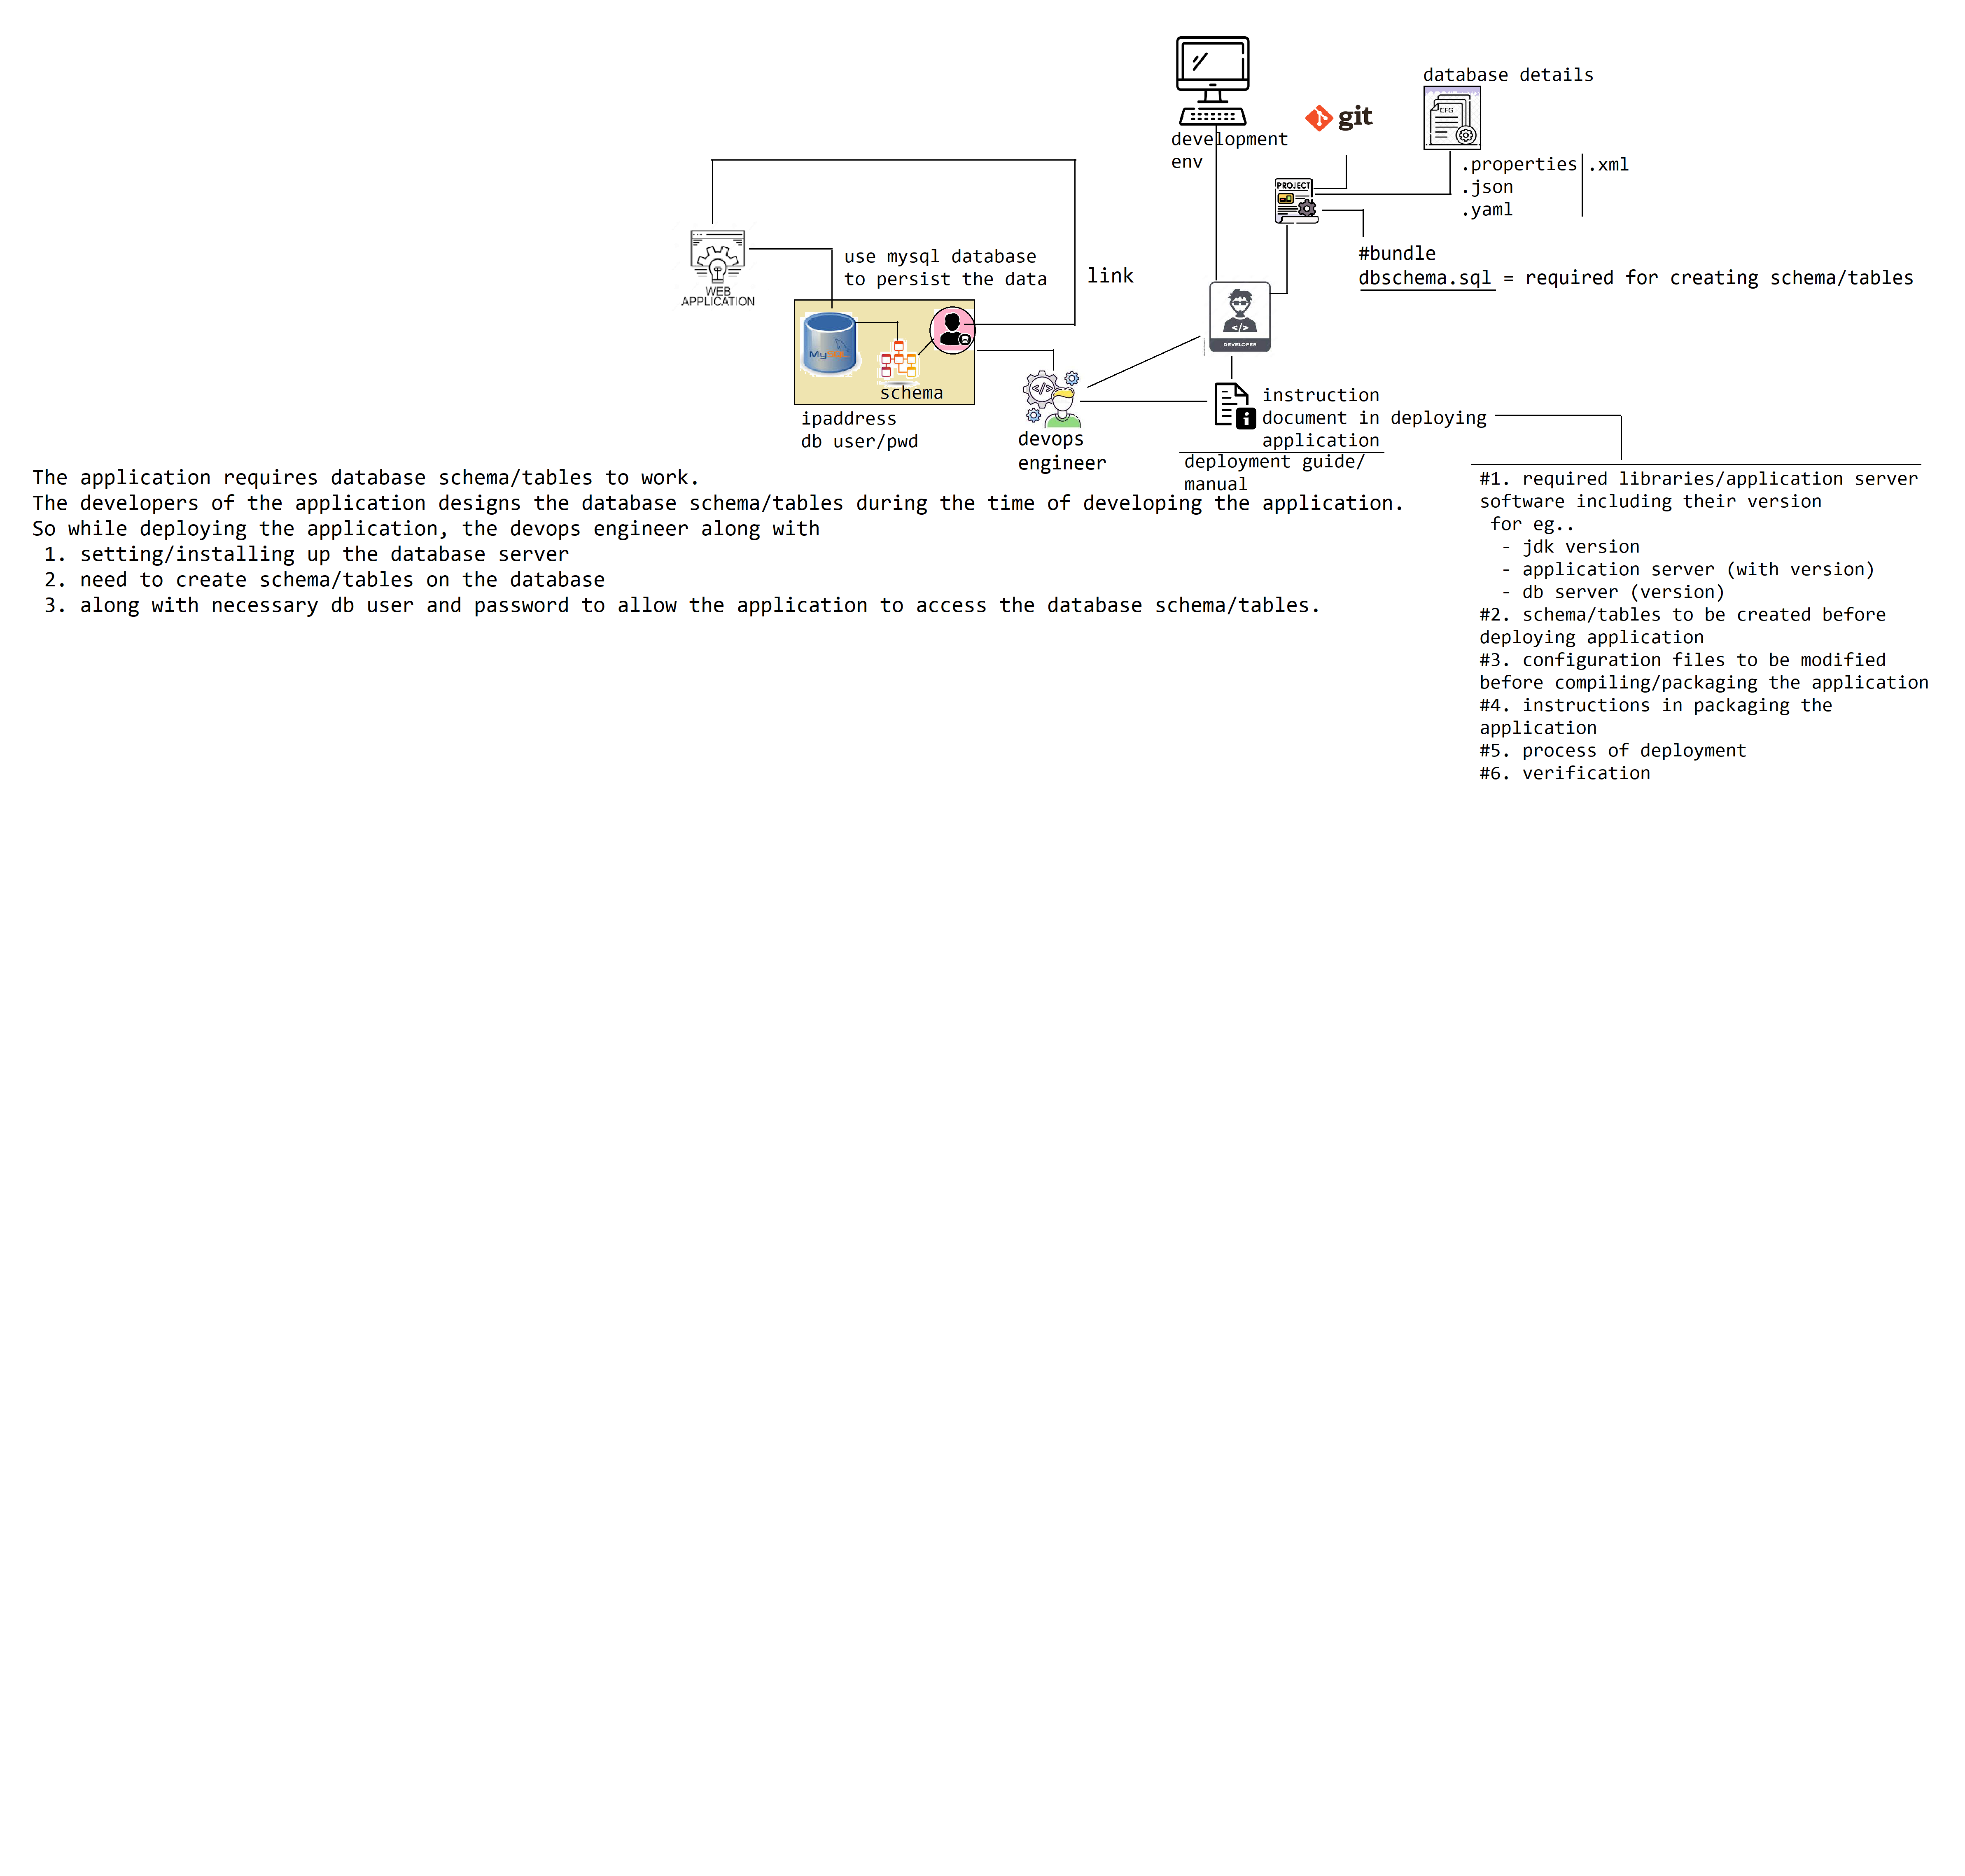 database details
git
development
env
CFG
.properties
.json
.yaml
.xml
PROJECT
#bundle
dbschema.sql = required for creating schema/tables
WEB
APPLICATION
use mysql database
to persist the data
link
MySQL
schema
ipaddress
db user/pwd
</>
DEVELOPER
</>
devops
engineer
i
instruction
document in deploying
application
deployment guide/
manual
The application requires database schema/tables to work.
The developers of the application designs the database schema/tables during the time of developing the application.
So while deploying the application, the devops engineer along with
1. setting/installing up the database server
2. need to create schema/tables on the database
3. along with necessary db user and password to allow the application to access the database schema/tables.
#1. required libraries/application server
software including their version
for eg..
- jdk version
- application server (with version)
- db server (version)
#2. schema/tables to be created before
deploying application
#3. configuration files to be modified
before compiling/packaging the application
#4. instructions in packaging the
application
#5. process of deployment
#6. verification